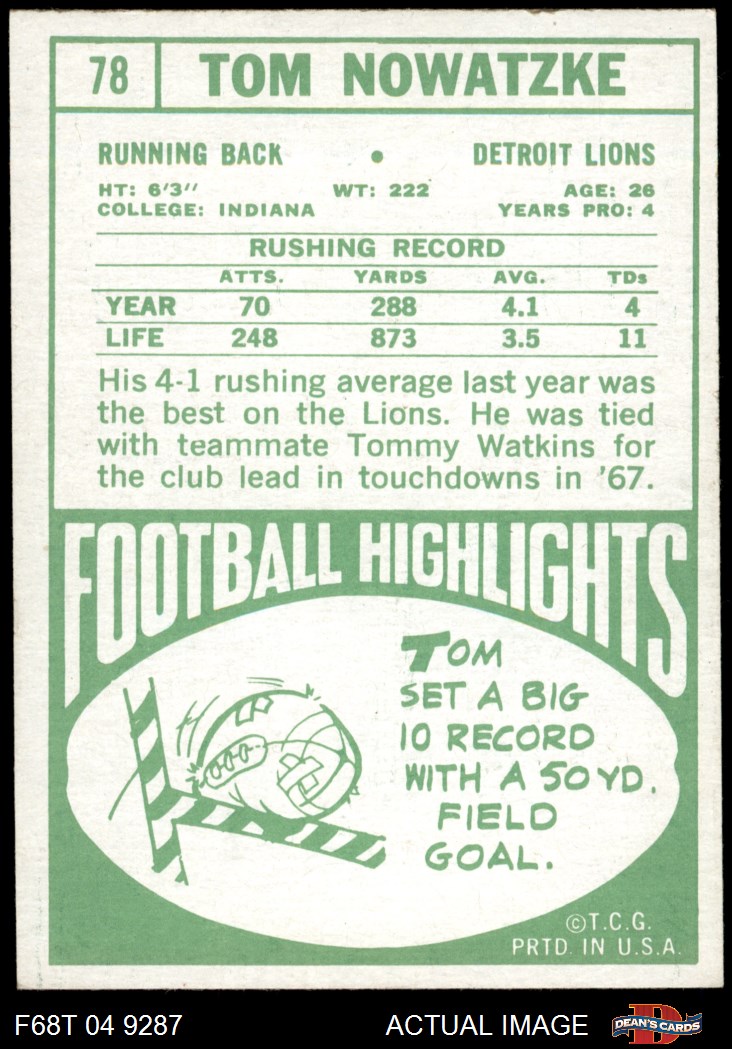 78 TOM NOWATZKE
RUNNING BACK • DETROIT LIONS
HT: 6'3'' WT: 222 AGE: 26
COLLEGE: INDIANA YEARS PRO: 4
RUSHING RECORD
ATTS. YARDS AVG. TDs
YEAR 70 288 4.1 4
LIFE 248 873 3.5 11
His 4-1 rushing average last year was
the best on the Lions. He was tied
with teammate Tommy Watkins for
the club lead in touchdowns in '67.
FOOTBALL HIGHLIGHTS
TOM
SET A BIG
10 RECORD
WITH A 50 YD.
FIELD
GOAL.
©T.C.G.
PRTD. IN U.S.A.
F68T 04 9287 ACTUAL IMAGE D DEAN'S CARDS